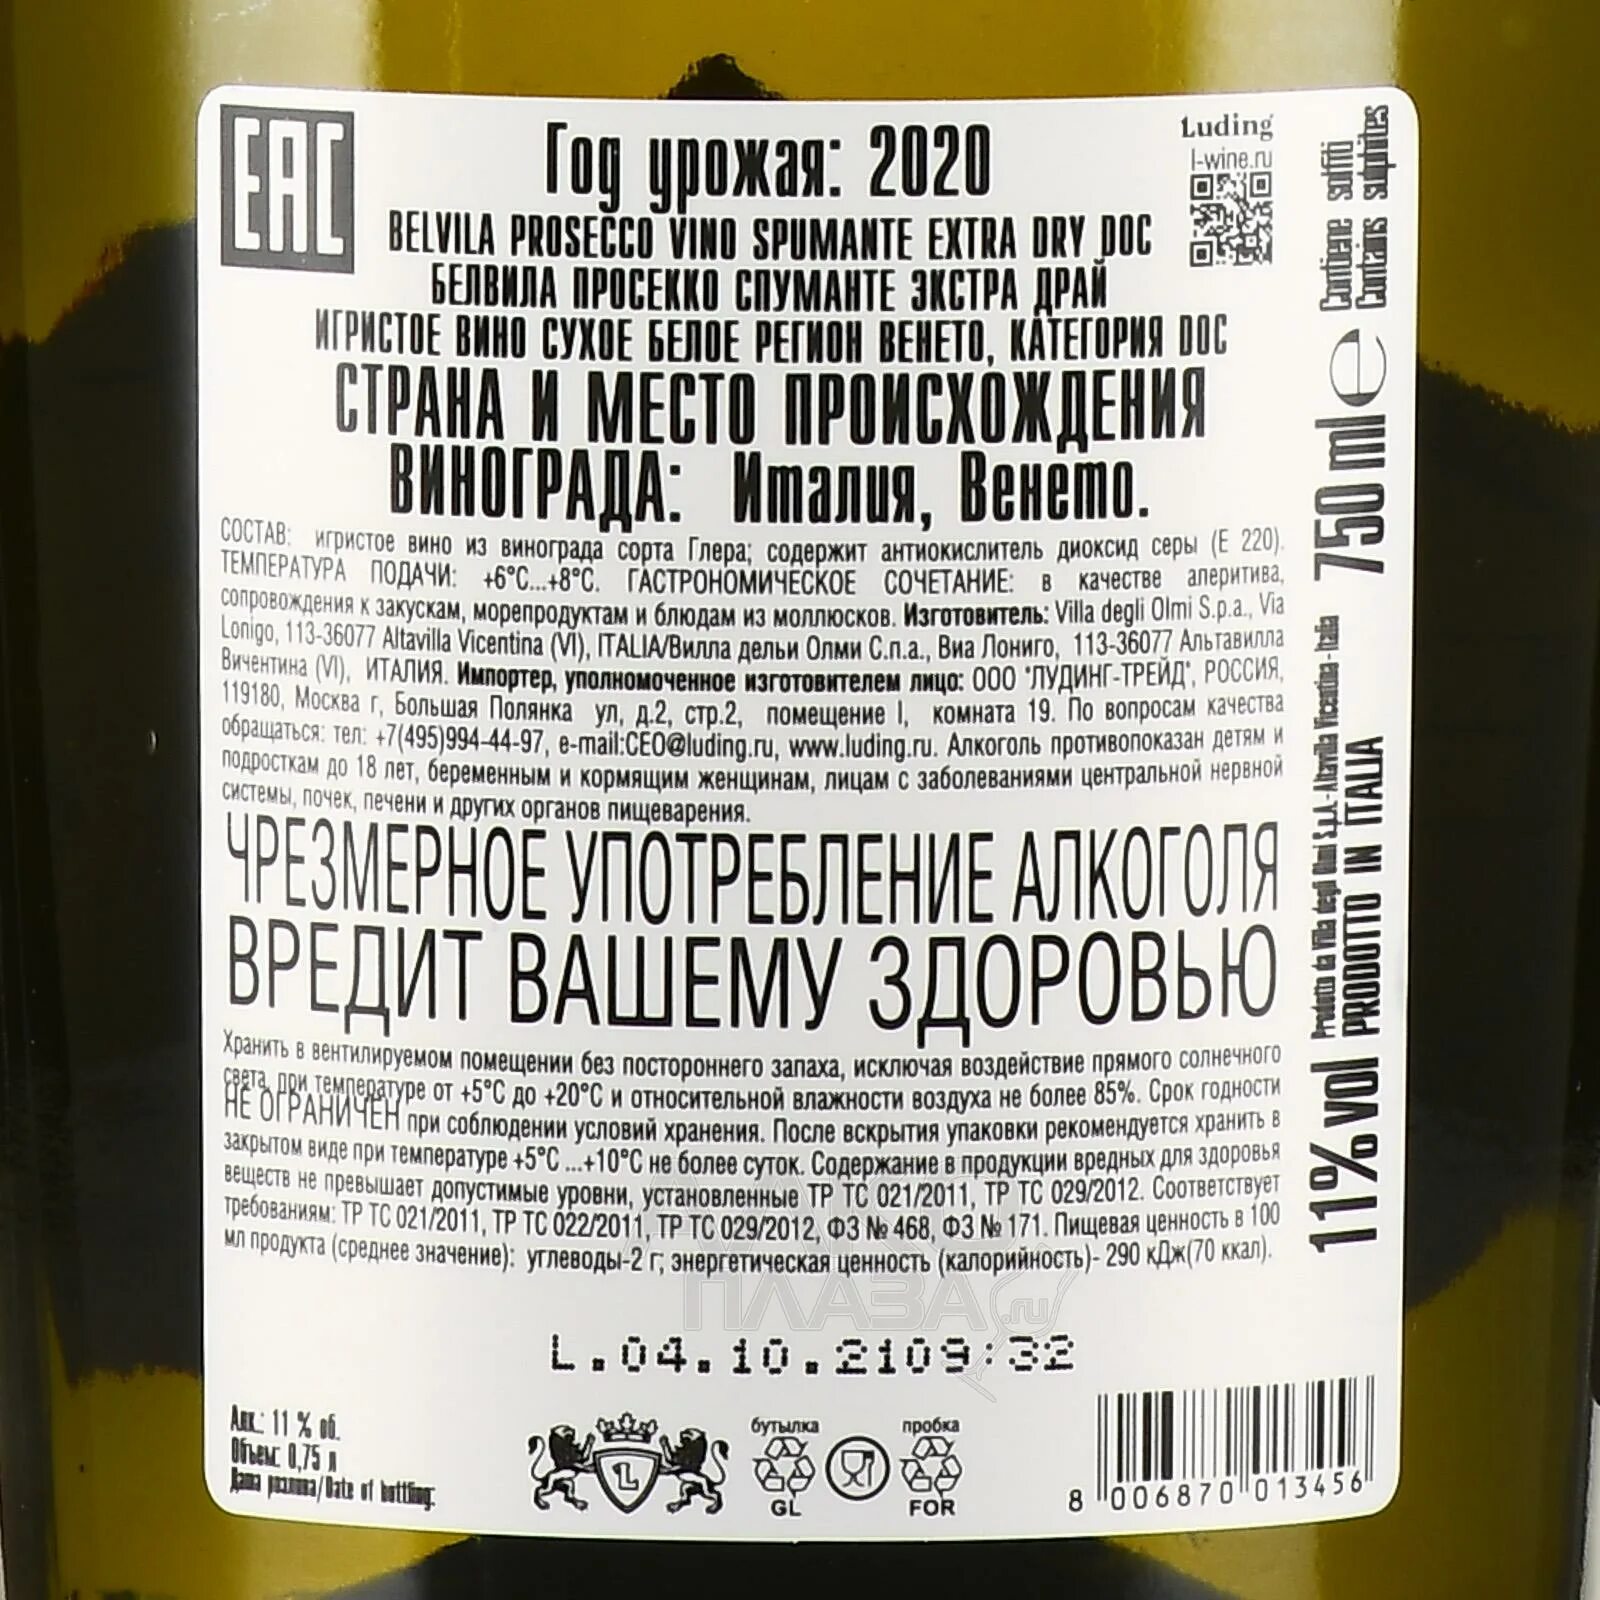 EAC
Год урожая: 2020
BELVILA PROSECCO VINO SPUMANTE EXTRA DRY DOC
БЕЛВИЛА ПРОСЕККО СПУМАНТЕ ЭКСТРА ДРАЙ
ИГРИСТОЕ ВИНО СУХОЕ БЕЛОЕ РЕГИОН ВЕНЕТО, КАТЕГОРИЯ DOC
СТРАНА И МЕСТО ПРОИСХОЖДЕНИЯ
ВИНОГРАДА: Италия, Венето.
Luding
l-wine.ru
СОСТАВ: игристое вино из винограда сорта Глера; содержит антиокислитель диоксид серы (Е 220).
ТЕМПЕРАТУРА ПОДАЧИ: +6°С...+8°С. ГАСТРОНОМИЧЕСКОЕ СОЧЕТАНИЕ: в качестве аперитива,
сопровождения к закускам, морепродуктам и блюдам из моллюсков. Изготовитель: Villa degli Olmi S.p.a., Via
Lonigo, 113-36077 Altavilla Vicentina (VI), ITALIA/Вилла дельи Олми С.п.а., Виа Лониго, 113-36077 Альтавилла
Вичентина (VI), ИТАЛИЯ. Импортер, уполномоченное изготовителем лицо: ООО "ЛУДИНГ-ТРЕЙД", РОССИЯ,
119180, Москва г, Большая Полянка ул, д.2, стр.2, помещение I, комната 19. По вопросам качества
обращаться: тел: +7(495)994-44-97, e-mail:CEO@luding.ru, www.luding.ru. Алкоголь противопоказан детям и
подросткам до 18 лет, беременным и кормящим женщинам, лицам с заболеваниями центральной нервной
системы, почек, печени и других органов пищеварения.
ЧРЕЗМЕРНОЕ УПОТРЕБЛЕНИЕ АЛКОГОЛЯ
ВРЕДИТ ВАШЕМУ ЗДОРОВЬЮ
Хранить в вентилируемом помещении без постороннего запаха, исключая воздействие прямого солнечного
света, при температуре от +5°С до +20°С и относительной влажности воздуха не более 85%. Срок годности
НЕ ОГРАНИЧЕН при соблюдении условий хранения. После вскрытия упаковки рекомендуется хранить в
закрытом виде при температуре +5°С ...+10°С не более суток. Содержание в продукции вредных для здоровья
веществ не превышает допустимые уровни, установленные ТР ТС 021/2011, ТР ТС 029/2012. Соответствует
требованиям: ТР ТС 021/2011, ТР ТС 022/2011, ТР ТС 029/2012, ФЗ № 468, ФЗ № 171. Пищевая ценность в 100
мл продукта (среднее значение): углеводы-2 г; энергетическая ценность (калорийность)- 290 кДж(70 ккал).
АЛКО
ПЛАЗА.ru
L.04.10.2109:32
Алк.: 11 % об.
Объем: 0,75 л
Дата розлива/Date of bottling:
L
бутылка
GL
пробка
FOR
8 006870 013456
Contiene solfiti
Contains sulphites
750 ml e
Prodotto da Villa degli Olmi S.p.A. - Altavilla Vicentina - Italia
PRODOTTO IN ITALIA
11% vol